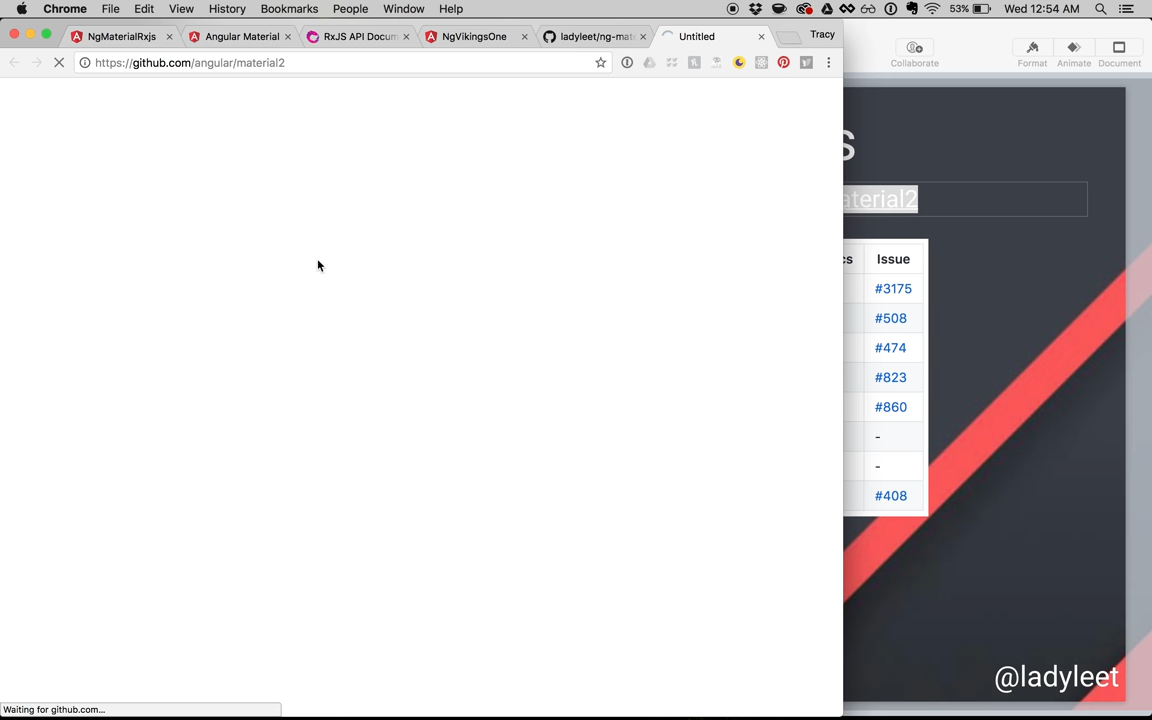 Chrome File Edit View History Bookmarks People Window Help 53% Wed 12:54 AM
NgMaterialRxjs Angular Material RxJS API Docum NgVikingsOne ladyleet/ng-mat Untitled Tracy
https://github.com/angular/material2
Collaborate Format Animate Document
s
aterial2
cs Issue
#3175
#508
#474
#823
#860
-
-
#408
@ladyleet
Waiting for github.com...